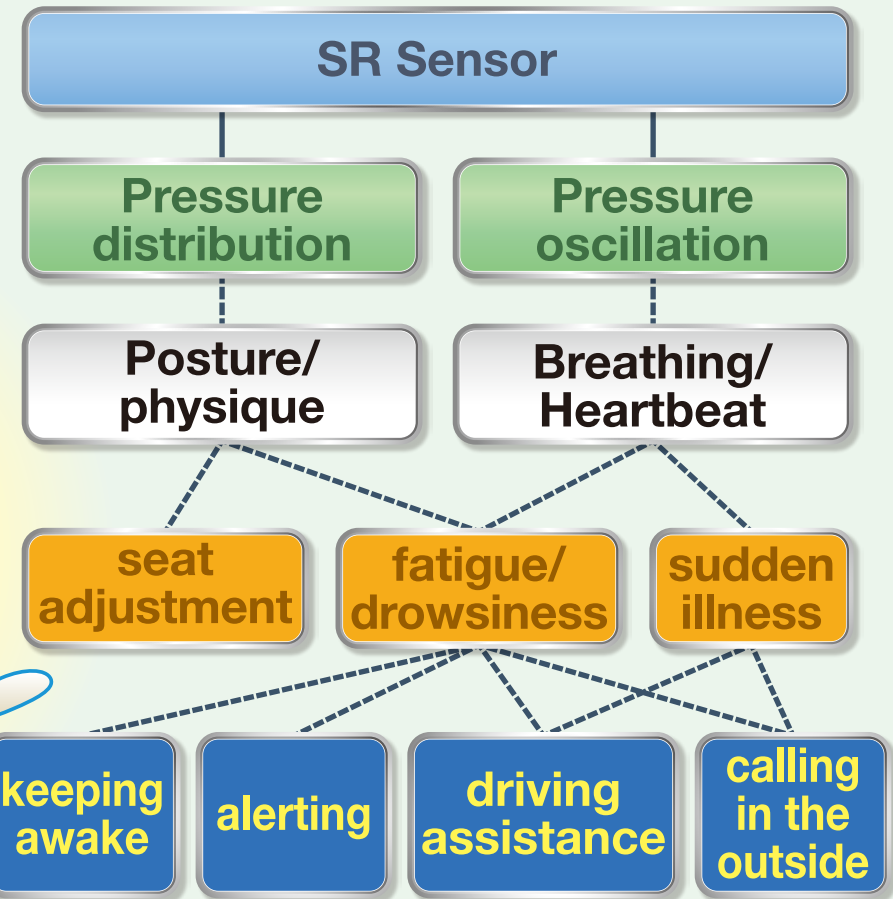 SR Sensor
Pressure
distribution
Pressure
oscillation
Posture/
physique
Breathing/
Heartbeat
seat
adjustment
fatigue/
drowsiness
sudden
illness
keeping
awake
alerting
driving
assistance
calling
in the
outside